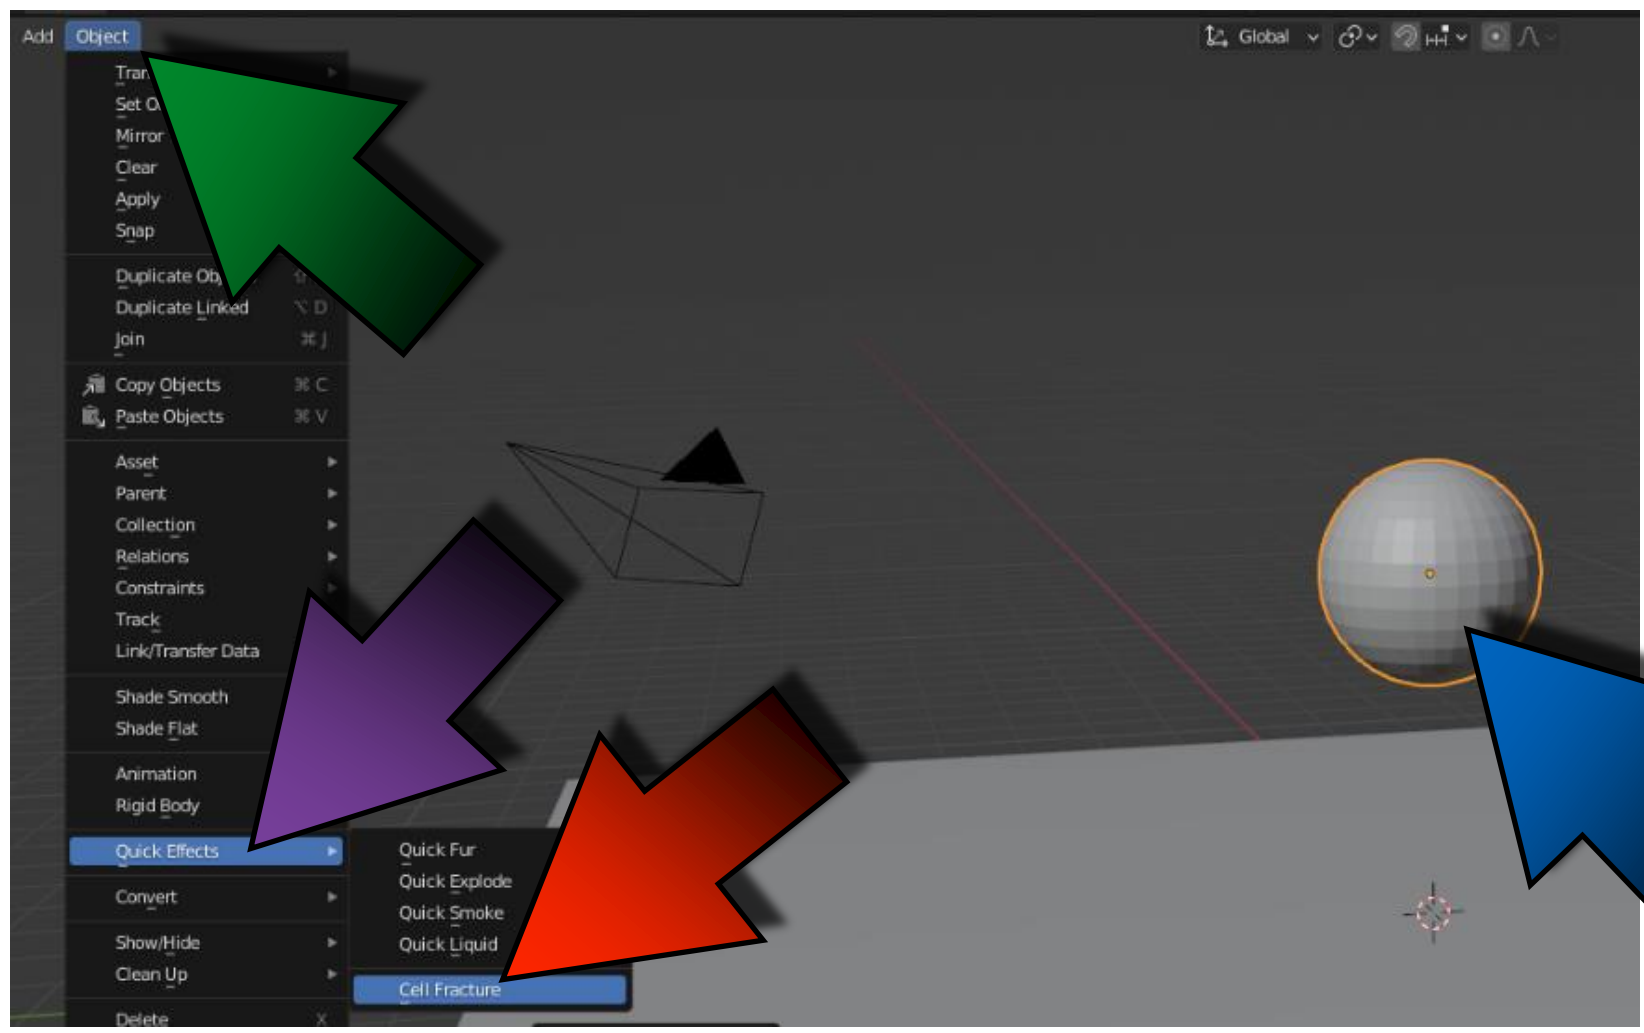 Add Object Global
Mirror
Clear
Apply
Snap
Duplicate
Duplicate Linked ⌥ D
Join ⌘ J
Copy Objects ⌘ C
Paste Objects ⌘ V
Asset
Parent
Collection
Relations
Constraints
Track
Link/Transfer Data
Shade Smooth
Shade Flat
Animation
Rigid Body
Quick Effects
Quick Fur
Quick Explode
Convert
Quick Smoke
Show/Hide
Quick Liquid
Clean Up
Cell Fracture
Delete X